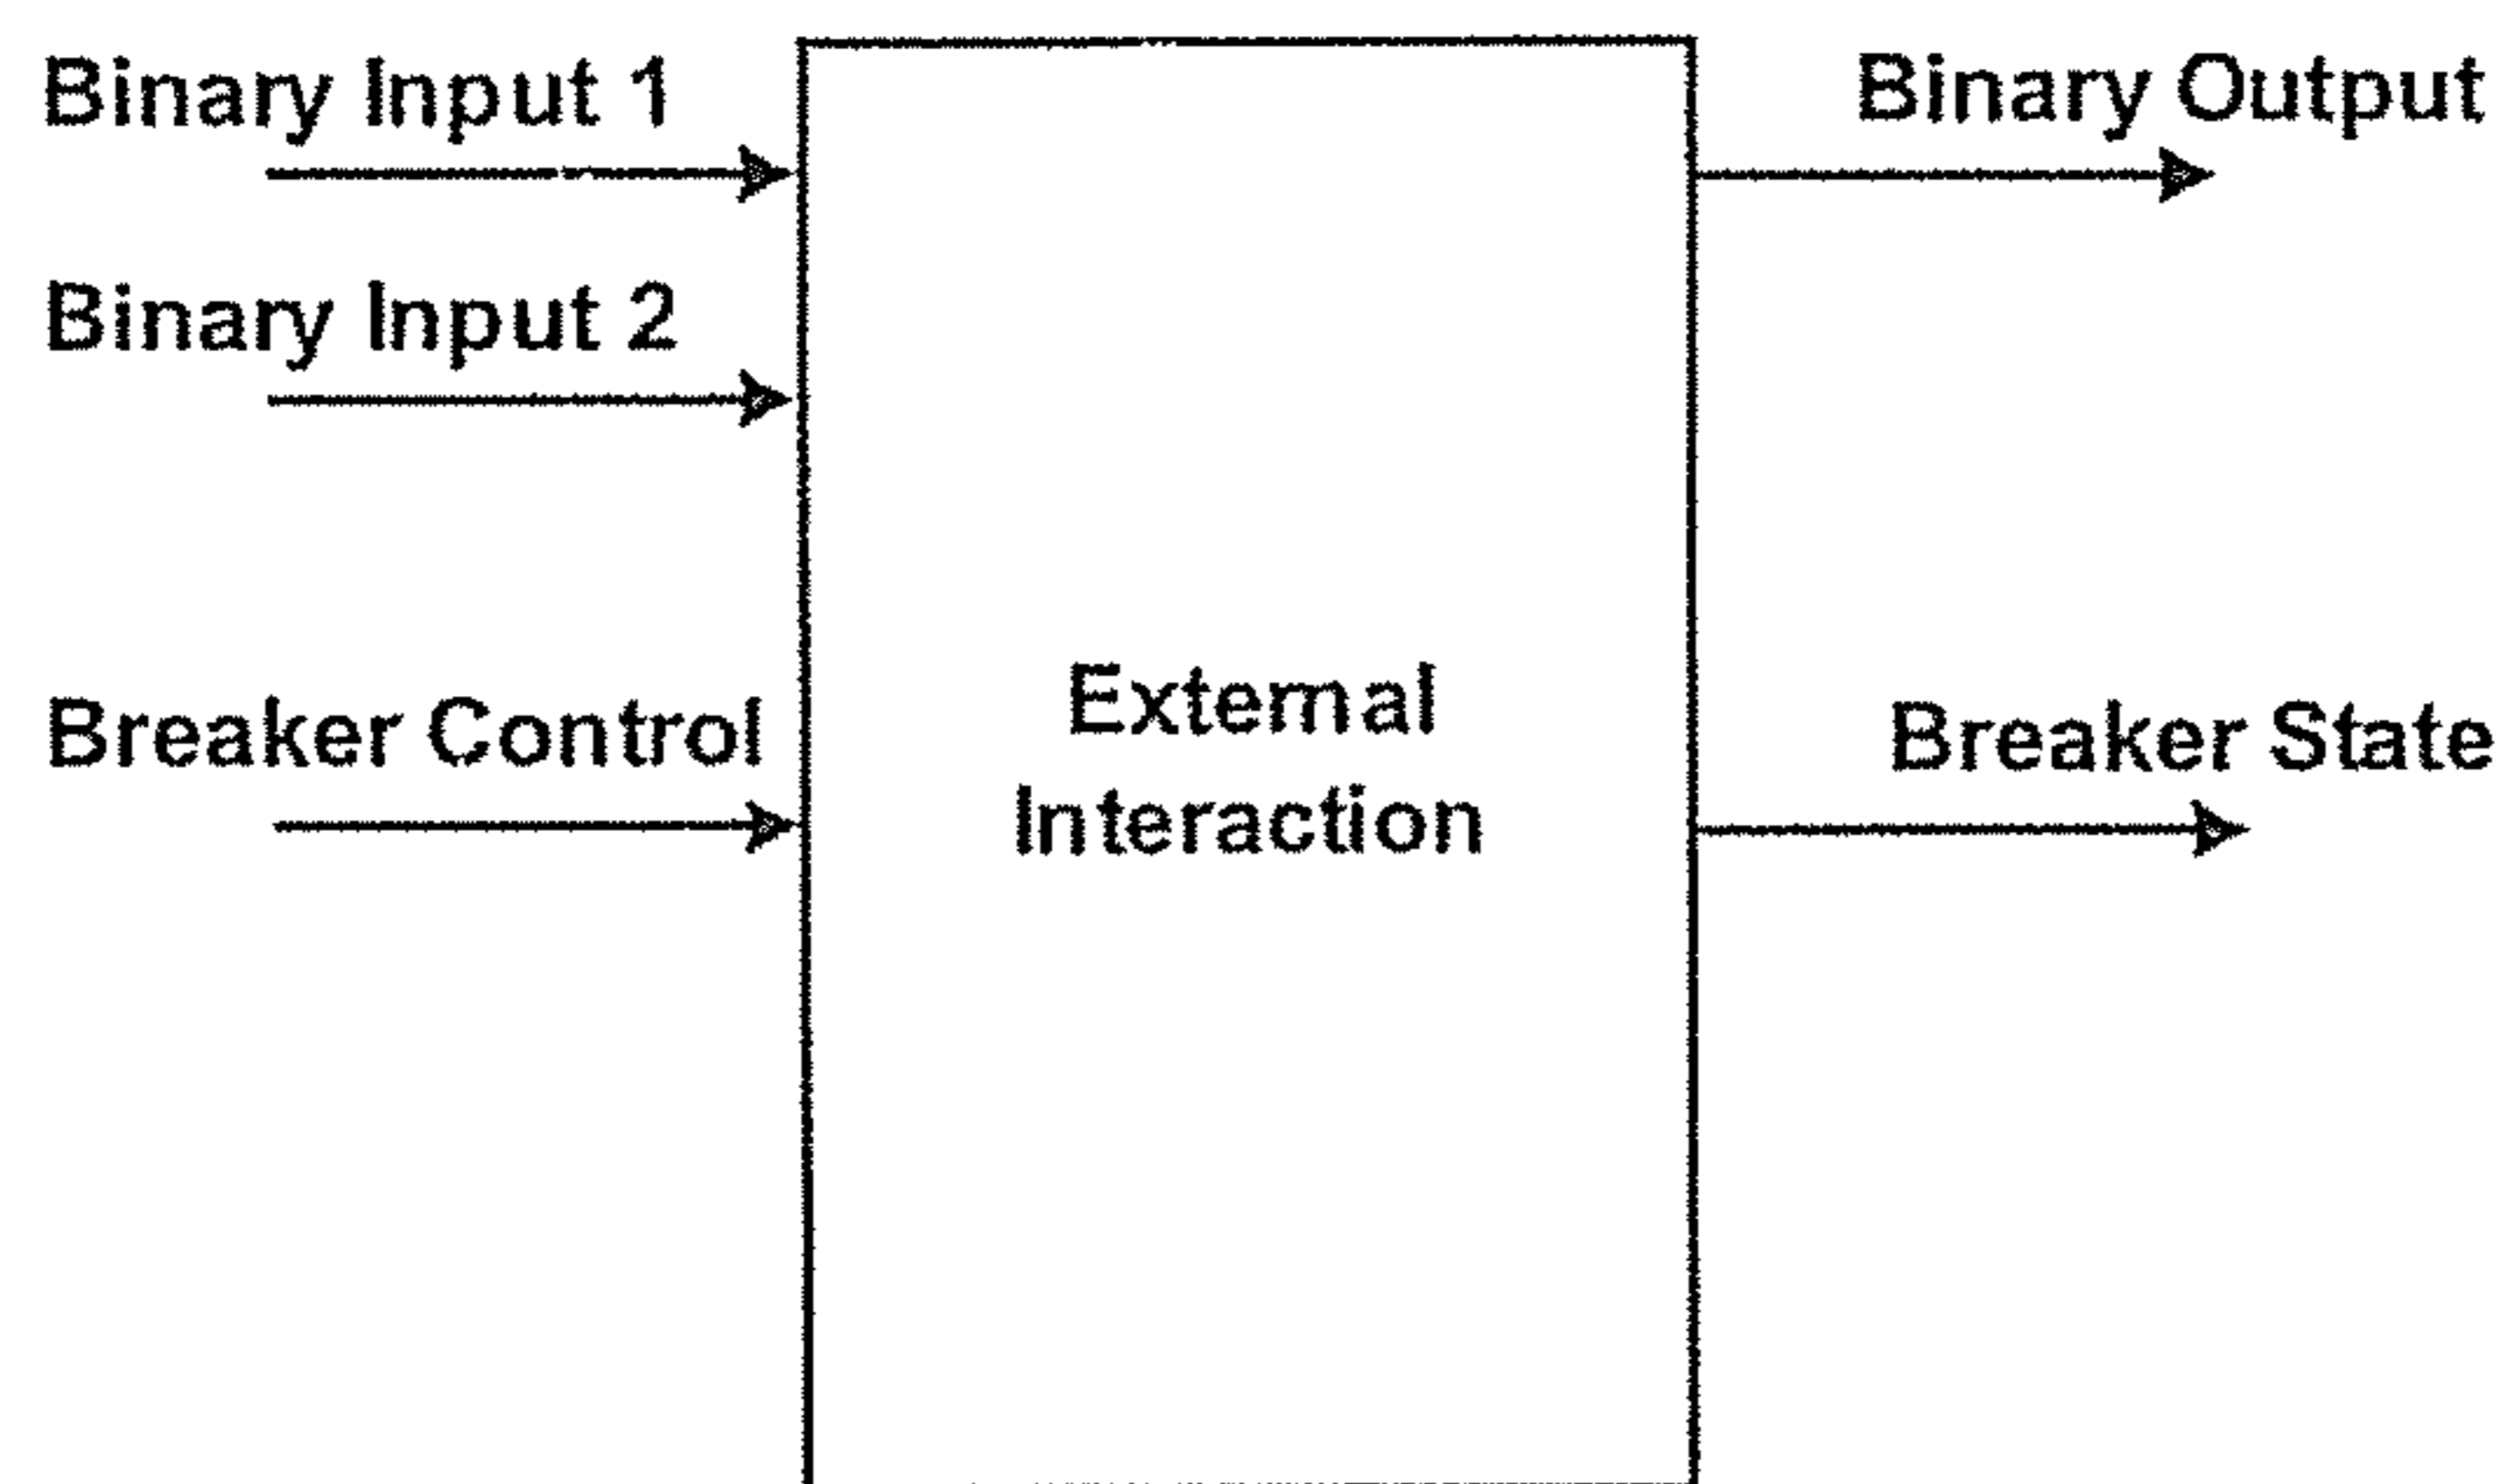 Binary Input 1
Binary Output
Binary Input 2
Breaker Control
External
Interaction
Breaker State